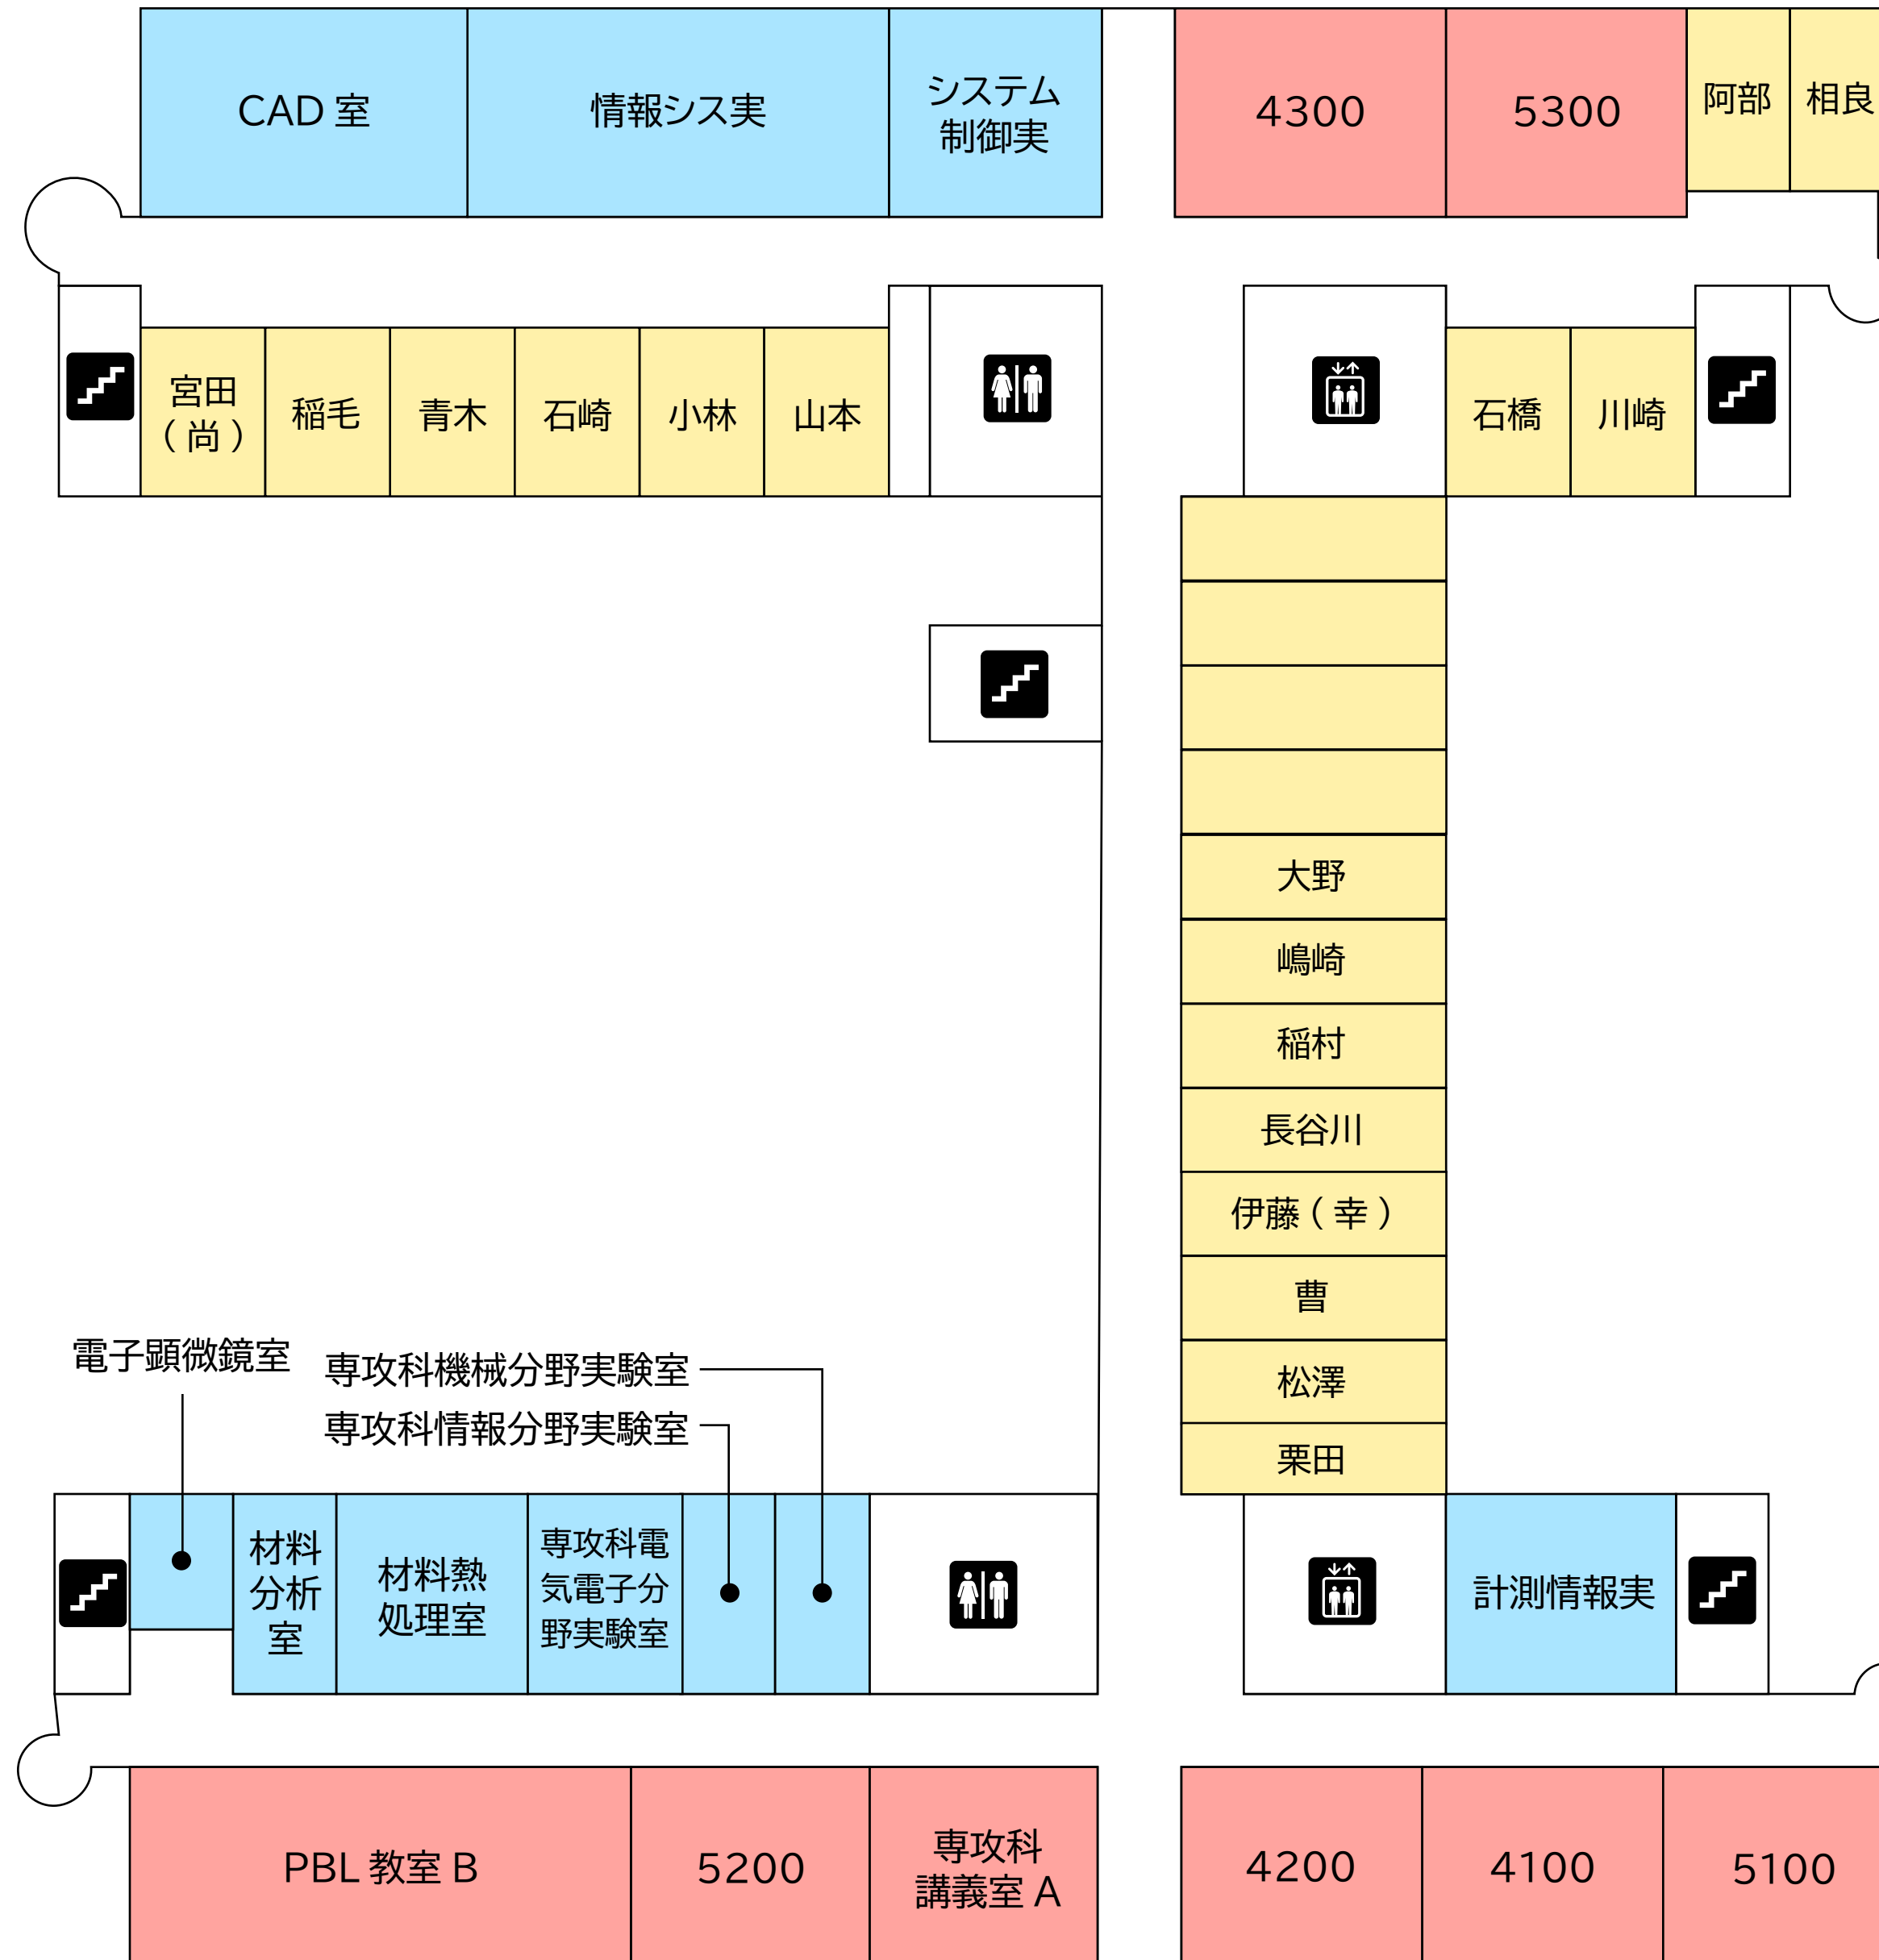 CAD 室
情報シス実
システム
制御実
4300
5300
阿部
相良
宮田
( 尚 )
稲毛
青木
石崎
小林
山本
石橋
川崎
大野
嶋崎
稲村
長谷川
伊藤 ( 幸 )
曹
松澤
栗田
電子顕微鏡室
専攻科機械分野実験室
専攻科情報分野実験室
材料
分析
室
材料熱
処理室
専攻科電
気電子分
野実験室
計測情報実
PBL 教室 B
5200
専攻科
講義室 A
4200
4100
5100